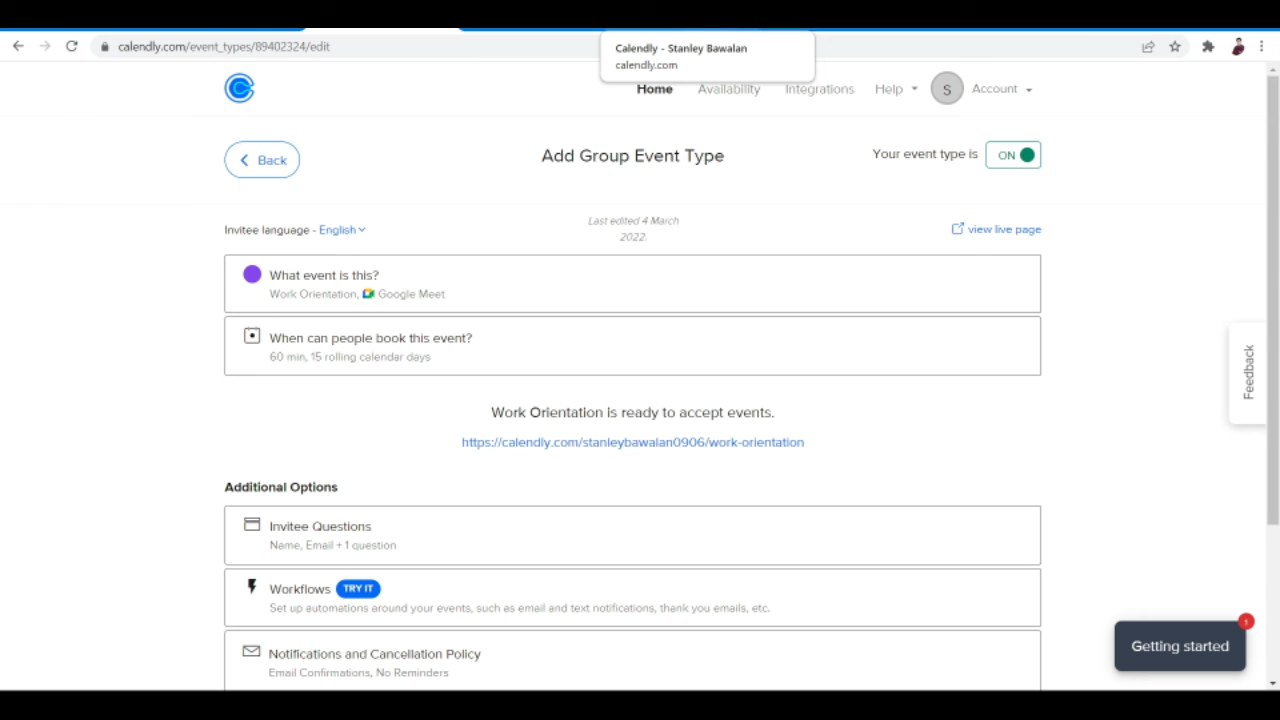 calendly.com/event_types/89402324/edit
Calendly - Stanley Bawalan
calendly.com
Home Availability Integrations Help S Account
Back
Add Group Event Type
Your event type is ON
Invitee language - English
Last edited 4 March
2022.
view live page
What event is this?
Work Orientation, Google Meet
When can people book this event?
60 min, 15 rolling calendar days
Feedback
Work Orientation is ready to accept events.
https://calendly.com/stanleybawalan0906/work-orientation
Additional Options
Invitee Questions
Name, Email + 1 question
Workflows TRY IT
Set up automations around your events, such as email and text notifications, thank you emails, etc.
1
Getting started
Notifications and Cancellation Policy
Email Confirmations, No Reminders